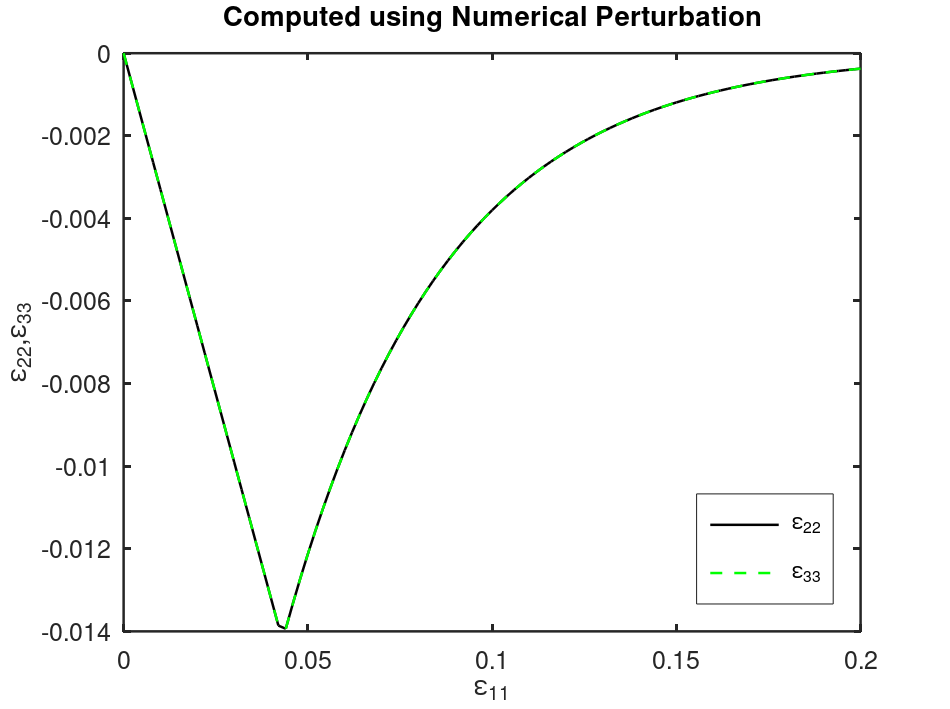 Computed using Numerical Perturbation
0
-0.002
-0.004
-0.006
-0.008
-0.01
-0.012
-0.014
ε22,ε33
0 0.05 0.1 0.15 0.2
ε11
ε22
ε33